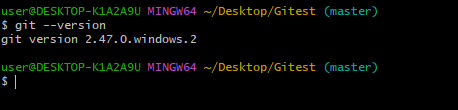 user@DESKTOP-K1A2A9U MINGW64 ~/Desktop/Gitest (master)
$ git --version
git version 2.47.0.windows.2
user@DESKTOP-K1A2A9U MINGW64 ~/Desktop/Gitest (master)
$